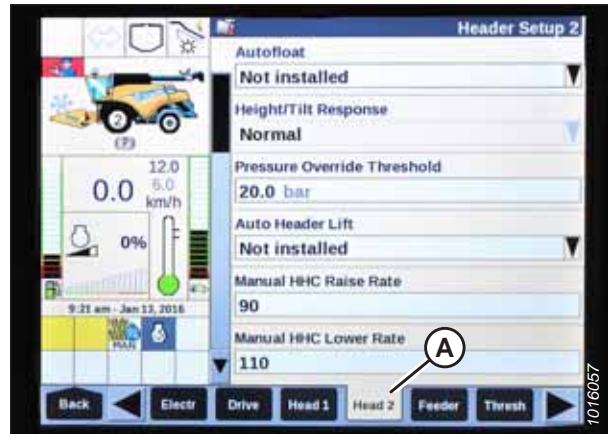 Header Setup 2
Autofloat
Not installed
Height/Tilt Response
Normal
Pressure Override Threshold
20.0 bar
Auto Header Lift
Not installed
Manual HHC Raise Rate
90
Manual HHC Lower Rate
110
2
(P)
12.0
6.0
0.0 km/h
0%
9:21 am - Jan 13, 2016
MAN
A
Back
Electr
Drive
Head 1
Head 2
Feeder
Thresh
1016057